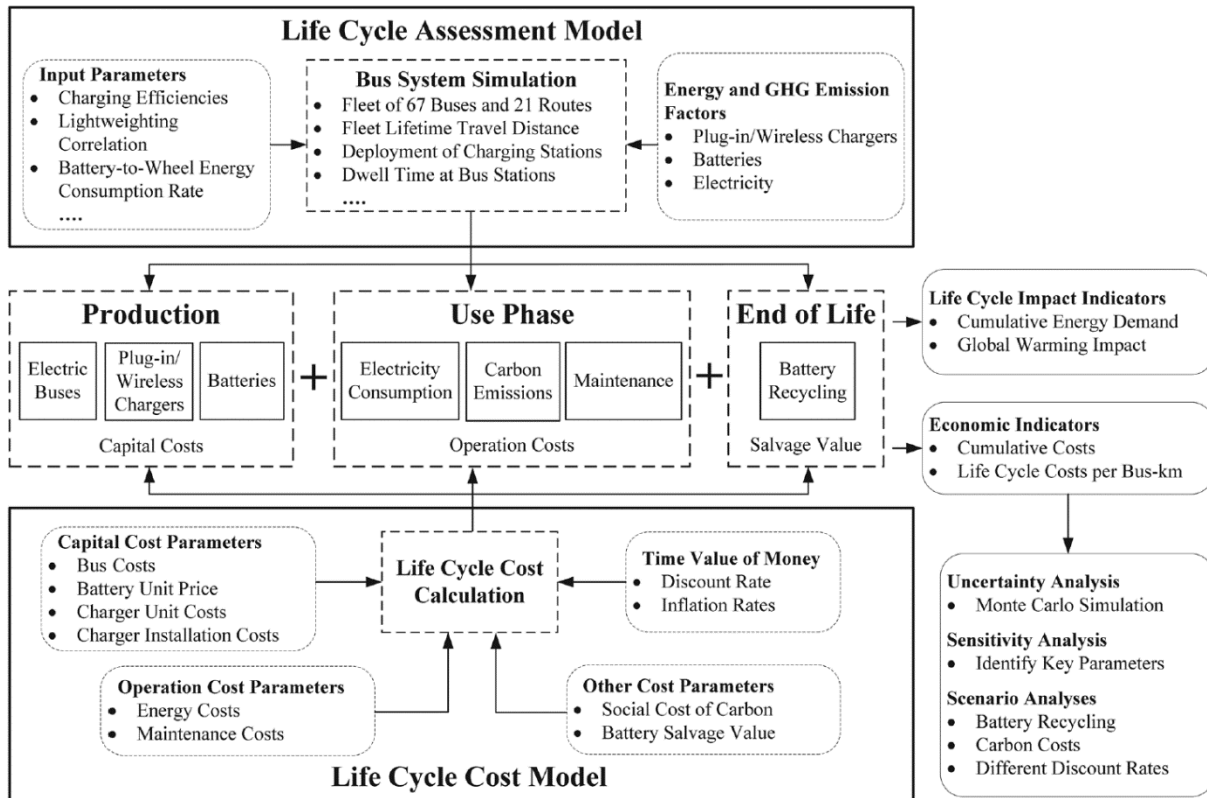 Life Cycle Assessment Model
Input Parameters
• Charging Efficiencies
• Lightweighting
Correlation
• Battery-to-Wheel Energy
Consumption Rate
....
Bus System Simulation
• Fleet of 67 Buses and 21 Routes
• Fleet Lifetime Travel Distance
• Deployment of Charging Stations
• Dwell Time at Bus Stations
....
Energy and GHG Emission
Factors
• Plug-in/Wireless Chargers
• Batteries
• Electricity
Production
Electric
Buses
Plug-in/
Wireless
Chargers
Batteries
Capital Costs
+
Use Phase
Electricity
Consumption
Carbon
Emissions
Maintenance
Operation Costs
+
End of Life
Battery
Recycling
Salvage Value
Life Cycle Impact Indicators
• Cumulative Energy Demand
• Global Warming Impact
Economic Indicators
• Cumulative Costs
• Life Cycle Costs per Bus-km
Capital Cost Parameters
• Bus Costs
• Battery Unit Price
• Charger Unit Costs
• Charger Installation Costs
Life Cycle Cost
Calculation
Time Value of Money
• Discount Rate
• Inflation Rates
Operation Cost Parameters
• Energy Costs
• Maintenance Costs
Other Cost Parameters
• Social Cost of Carbon
• Battery Salvage Value
Life Cycle Cost Model
Uncertainty Analysis
• Monte Carlo Simulation
Sensitivity Analysis
• Identify Key Parameters
Scenario Analyses
• Battery Recycling
• Carbon Costs
• Different Discount Rates